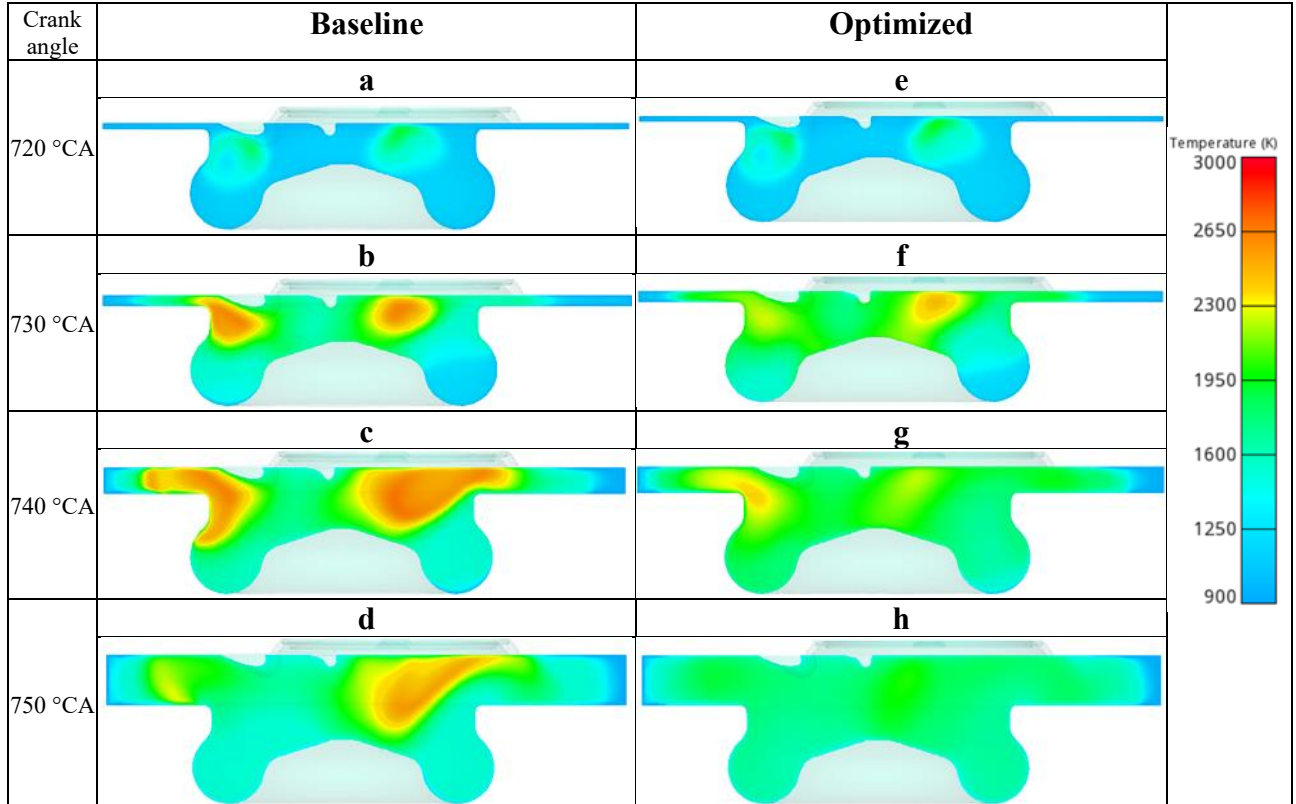 Crank
angle
Baseline
Optimized
a
e
720 °CA
b
f
730 °CA
c
g
740 °CA
d
h
750 °CA
Temperature (K)
3000
2650
2300
1950
1600
1250
900